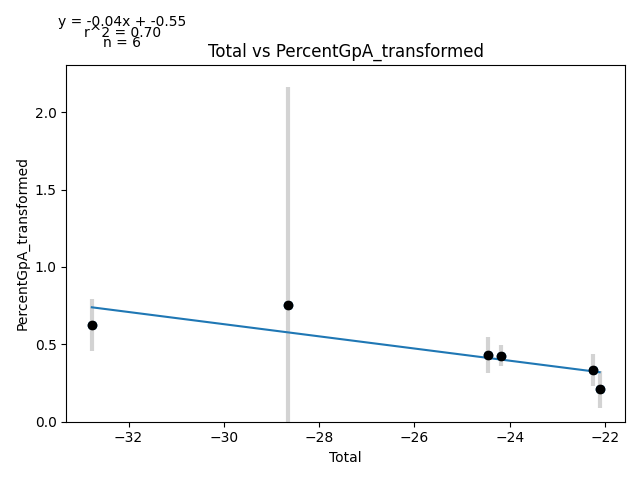 y = -0.04x + -0.55
r^2 = 0.70
n = 6
Total vs PercentGpA_transformed
PercentGpA_transformed
2.0
1.5
1.0
0.5
0.0
−32
−30
−28
−26
−24
−22
Total